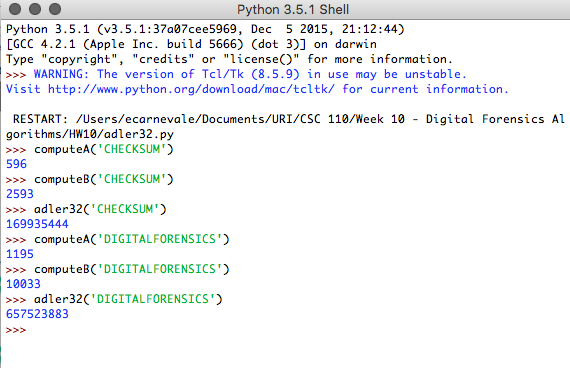 Python 3.5.1 Shell
Python 3.5.1 (v3.5.1:37a07cee5969, Dec  5 2015, 21:12:44)
[GCC 4.2.1 (Apple Inc. build 5666) (dot 3)] on darwin
Type "copyright", "credits" or "license()" for more information.
>>> WARNING: The version of Tcl/Tk (8.5.9) in use may be unstable.
Visit http://www.python.org/download/mac/tcltk/ for current information.
 RESTART: /Users/ecarnevale/Documents/URI/CSC 110/Week 10 - Digital Forensics Al
gorithms/HW10/adler32.py
>>> computeA('CHECKSUM')
596
>>> computeB('CHECKSUM')
2593
>>> adler32('CHECKSUM')
169935444
>>> computeA('DIGITALFORENSICS')
1195
>>> computeB('DIGITALFORENSICS')
10033
>>> adler32('DIGITALFORENSICS')
657523883
>>>